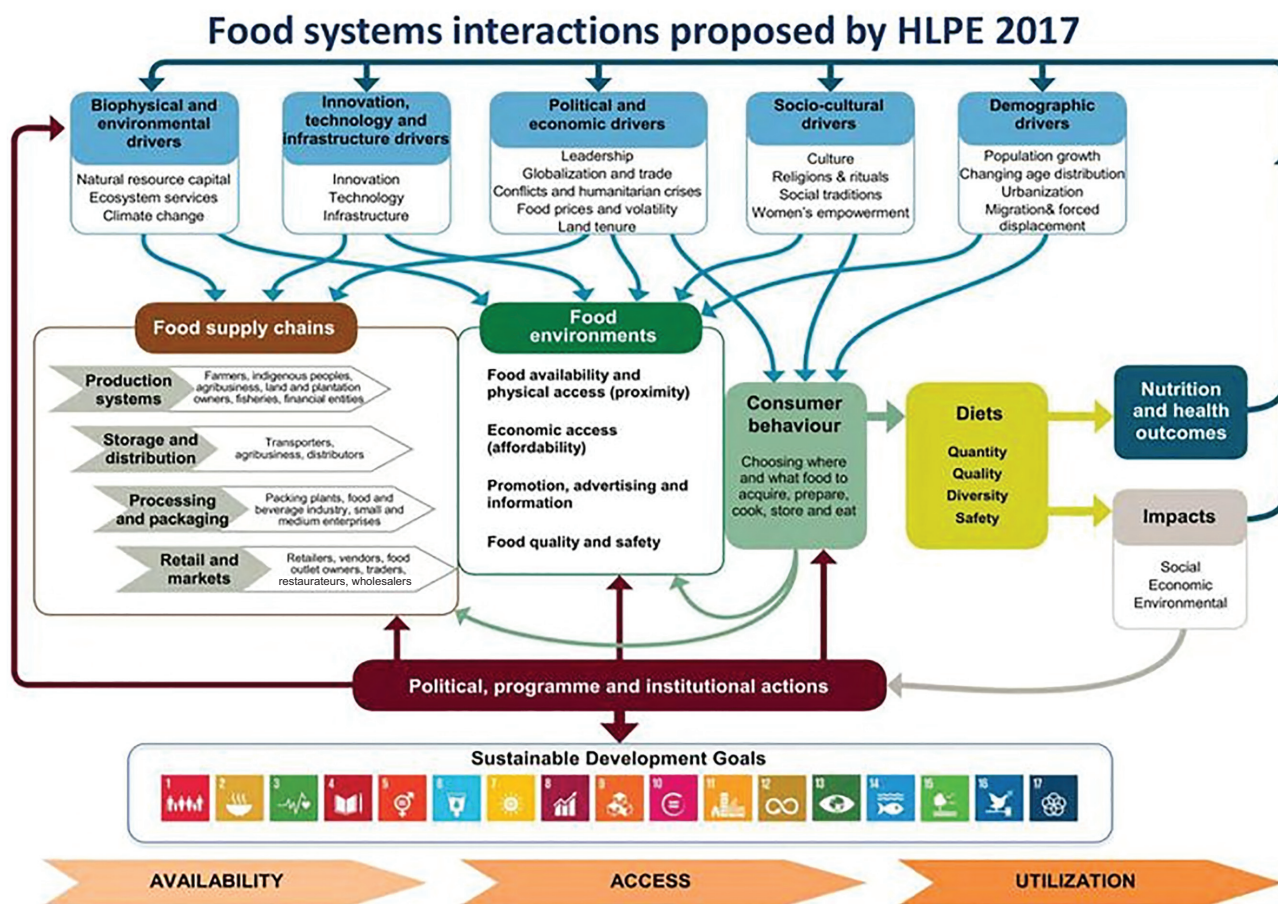 Food systems interactions proposed by HLPE 2017
Biophysical and
environmental
drivers
Natural resource capital
Ecosystem services
Climate change
Innovation,
technology and
infrastructure drivers
Innovation
Technology
Infrastructure
Political and
economic drivers
Leadership
Globalization and trade
Conflicts and humanitarian crises
Food prices and volatility
Land tenure
Socio-cultural
drivers
Culture
Religions & rituals
Social traditions
Women's empowerment
Demographic
drivers
Population growth
Changing age distribution
Urbanization
Migration& forced
displacement
Food supply chains
Production
systems
Farmers, indigenous peoples,
agribusiness, land and plantation
owners, fisheries, financial entities
Storage and
distribution
Transporters,
agribusiness, distributors
Processing
and packaging
Packing plants, food and
beverage industry, small and
medium enterprises
Retail and
markets
Retailers, vendors, food
outlet owners, traders,
restaurateurs, wholesalers
Food
environments
Food availability and
physical access (proximity)
Economic access
(affordability)
Promotion, advertising and
information
Food quality and safety
Consumer
behaviour
Choosing where
and what food to
acquire, prepare,
cook, store and eat
Diets
Quantity
Quality
Diversity
Safety
Nutrition
and health
outcomes
Impacts
Social
Economic
Environmental
Political, programme and institutional actions
Sustainable Development Goals
1 2 3 4 5 6 7 8 9 10 11 12 13 14 15 16 17
AVAILABILITY
ACCESS
UTILIZATION